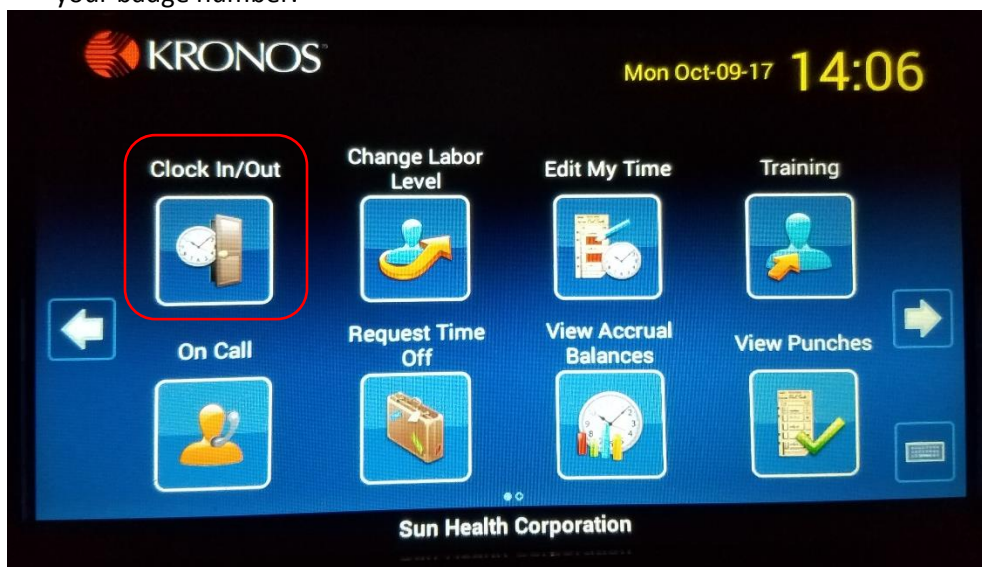 your badge number.
KRONOS
Mon Oct-09-17 14:06
Clock In/Out
Change Labor
Level
Edit My Time
Training
On Call
Request Time
Off
View Accrual
Balances
View Punches
Sun Health Corporation